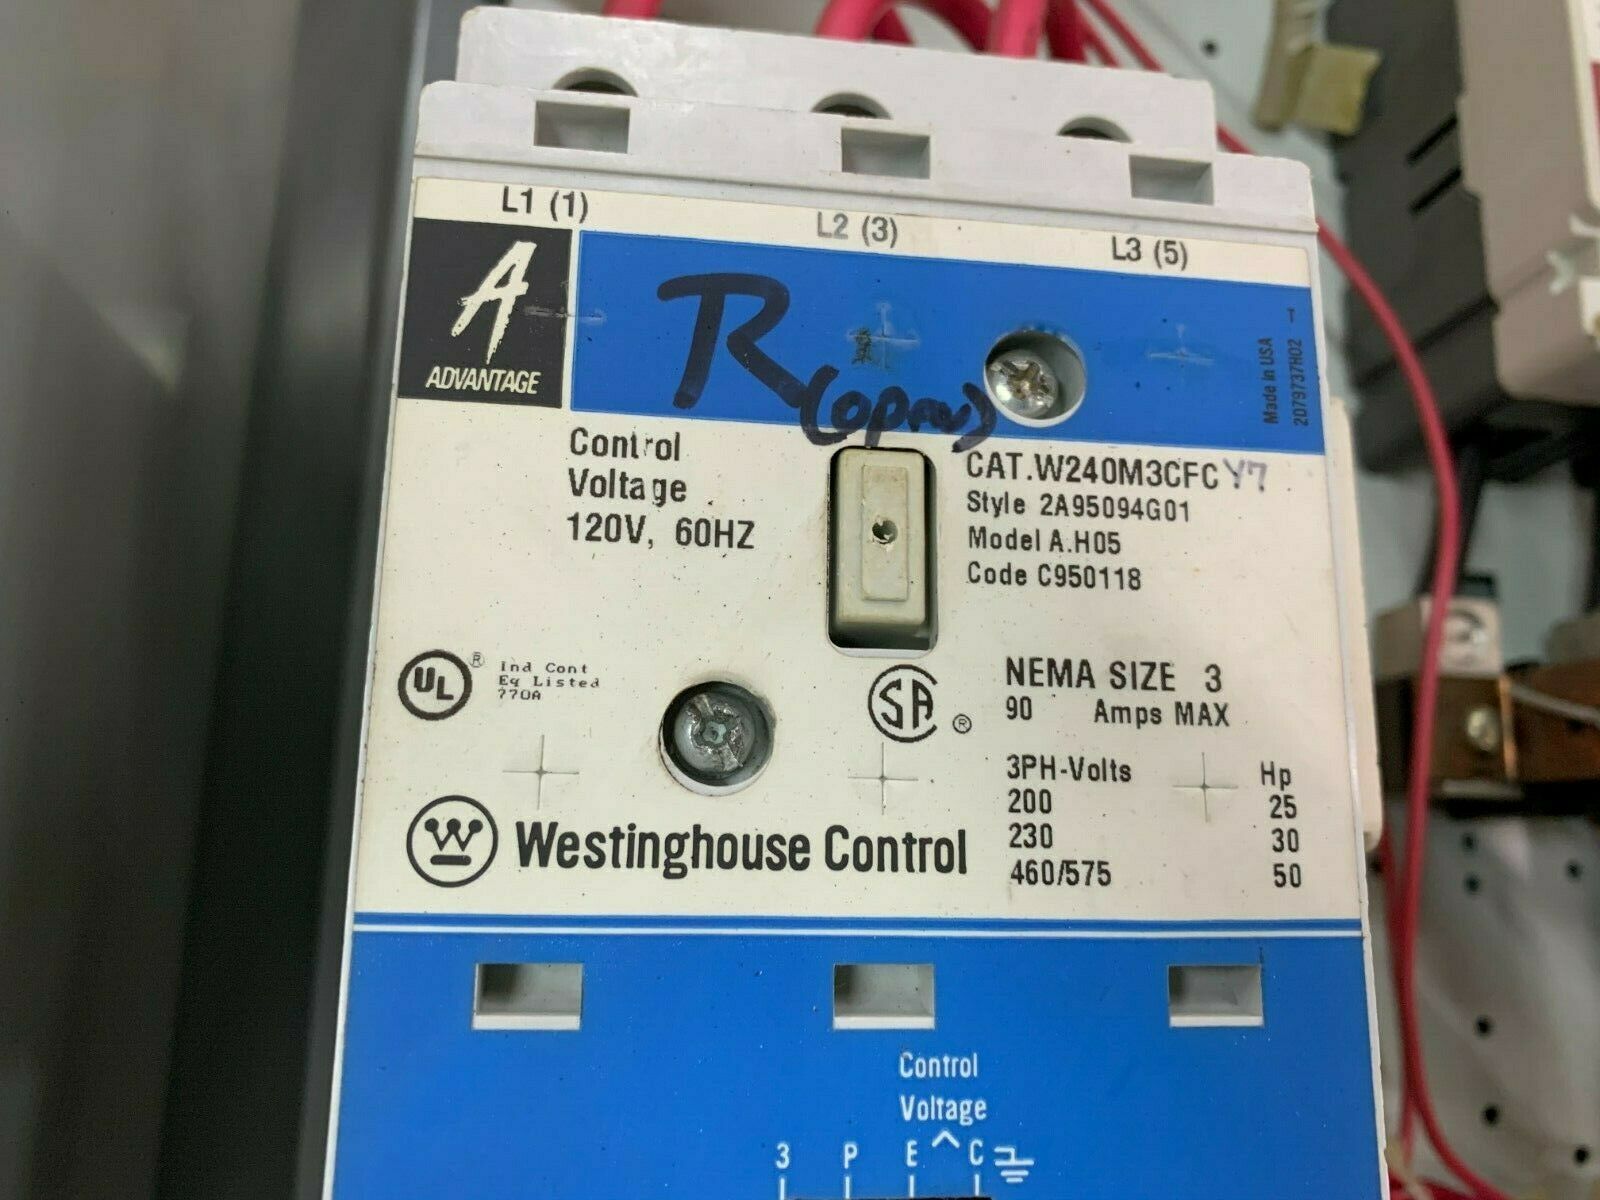 L1 (1)
L2 (3)
L3 (5)
A
ADVANTAGE
R
(open)
Made in USA
2D79737H02 T
Control
Voltage
120V, 60HZ
CAT.W240M3CFC Y7
Style 2A95094G01
Model A.H05
Code C950118
UL ®
Ind Cont
Eq Listed
770A
SA ®
NEMA SIZE 3
90 Amps MAX
3PH-Volts Hp
200 25
230 30
460/575 50
W Westinghouse Control
Control
Voltage
3 P E C